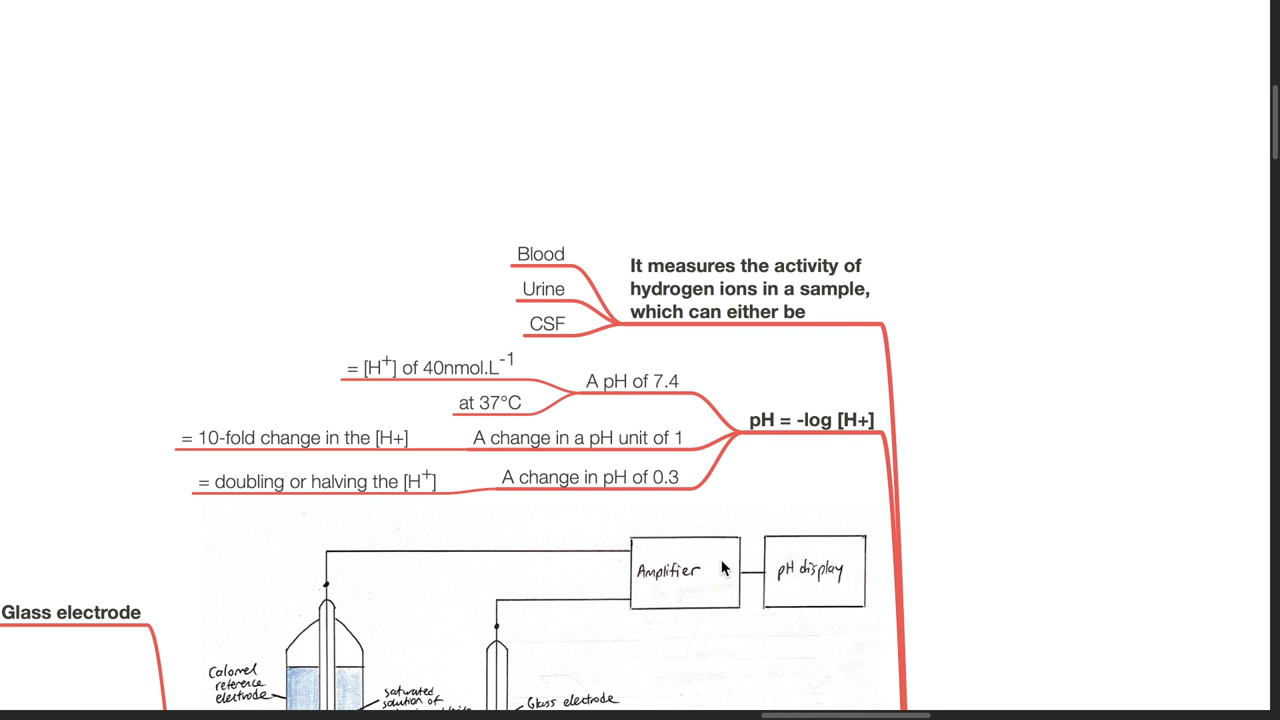 Blood
Urine
CSF
It measures the activity of
hydrogen ions in a sample,
which can either be
= [H⁺] of 40nmol.L⁻¹
at 37°C
A pH of 7.4
= 10-fold change in the [H+]
A change in a pH unit of 1
= doubling or halving the [H⁺]
A change in pH of 0.3
pH = -log [H+]
Amplifier
pH display
Glass electrode
Calomel
reference
electrode
saturated
solution of
Glass electrode